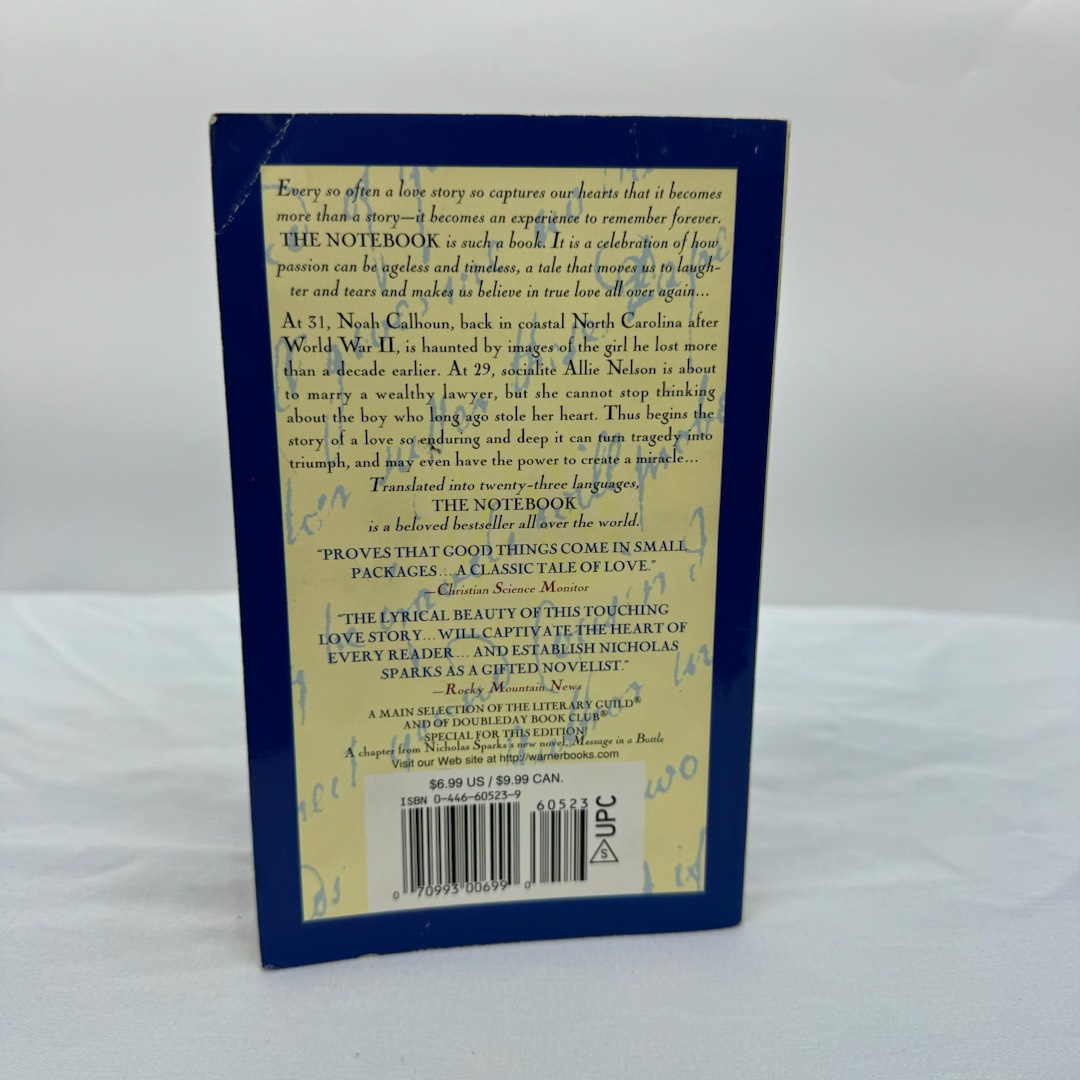 Every so often a love story so captures our hearts that it becomes
more than a story—it becomes an experience to remember forever.
THE NOTEBOOK is such a book. It is a celebration of how
passion can be ageless and timeless, a tale that moves us to laugh-
ter and tears and makes us believe in true love all over again...
At 31, Noah Calhoun, back in coastal North Carolina after
World War II, is haunted by images of the girl he lost more
than a decade earlier. At 29, socialite Allie Nelson is about
to marry a wealthy lawyer, but she cannot stop thinking
about the boy who long ago stole her heart. Thus begins the
story of a love so enduring and deep it can turn tragedy into
triumph, and may even have the power to create a miracle...
Translated into twenty-three languages,
THE NOTEBOOK
is a beloved bestseller all over the world.
"PROVES THAT GOOD THINGS COME IN SMALL
PACKAGES... A CLASSIC TALE OF LOVE."
—Christian Science Monitor
"THE LYRICAL BEAUTY OF THIS TOUCHING
LOVE STORY... WILL CAPTIVATE THE HEART OF
EVERY READER... AND ESTABLISH NICHOLAS
SPARKS AS A GIFTED NOVELIST."
—Rocky Mountain News
A MAIN SELECTION OF THE LITERARY GUILD®
AND OF DOUBLEDAY BOOK CLUB®
SPECIAL FOR THIS EDITION!
A chapter from Nicholas Sparks's new novel, Message in a Bottle
Visit our Web site at http://warnerbooks.com
$6.99 US / $9.99 CAN.
ISBN 0-446-60523-9
60523
S UPC
0 70993 00699 0